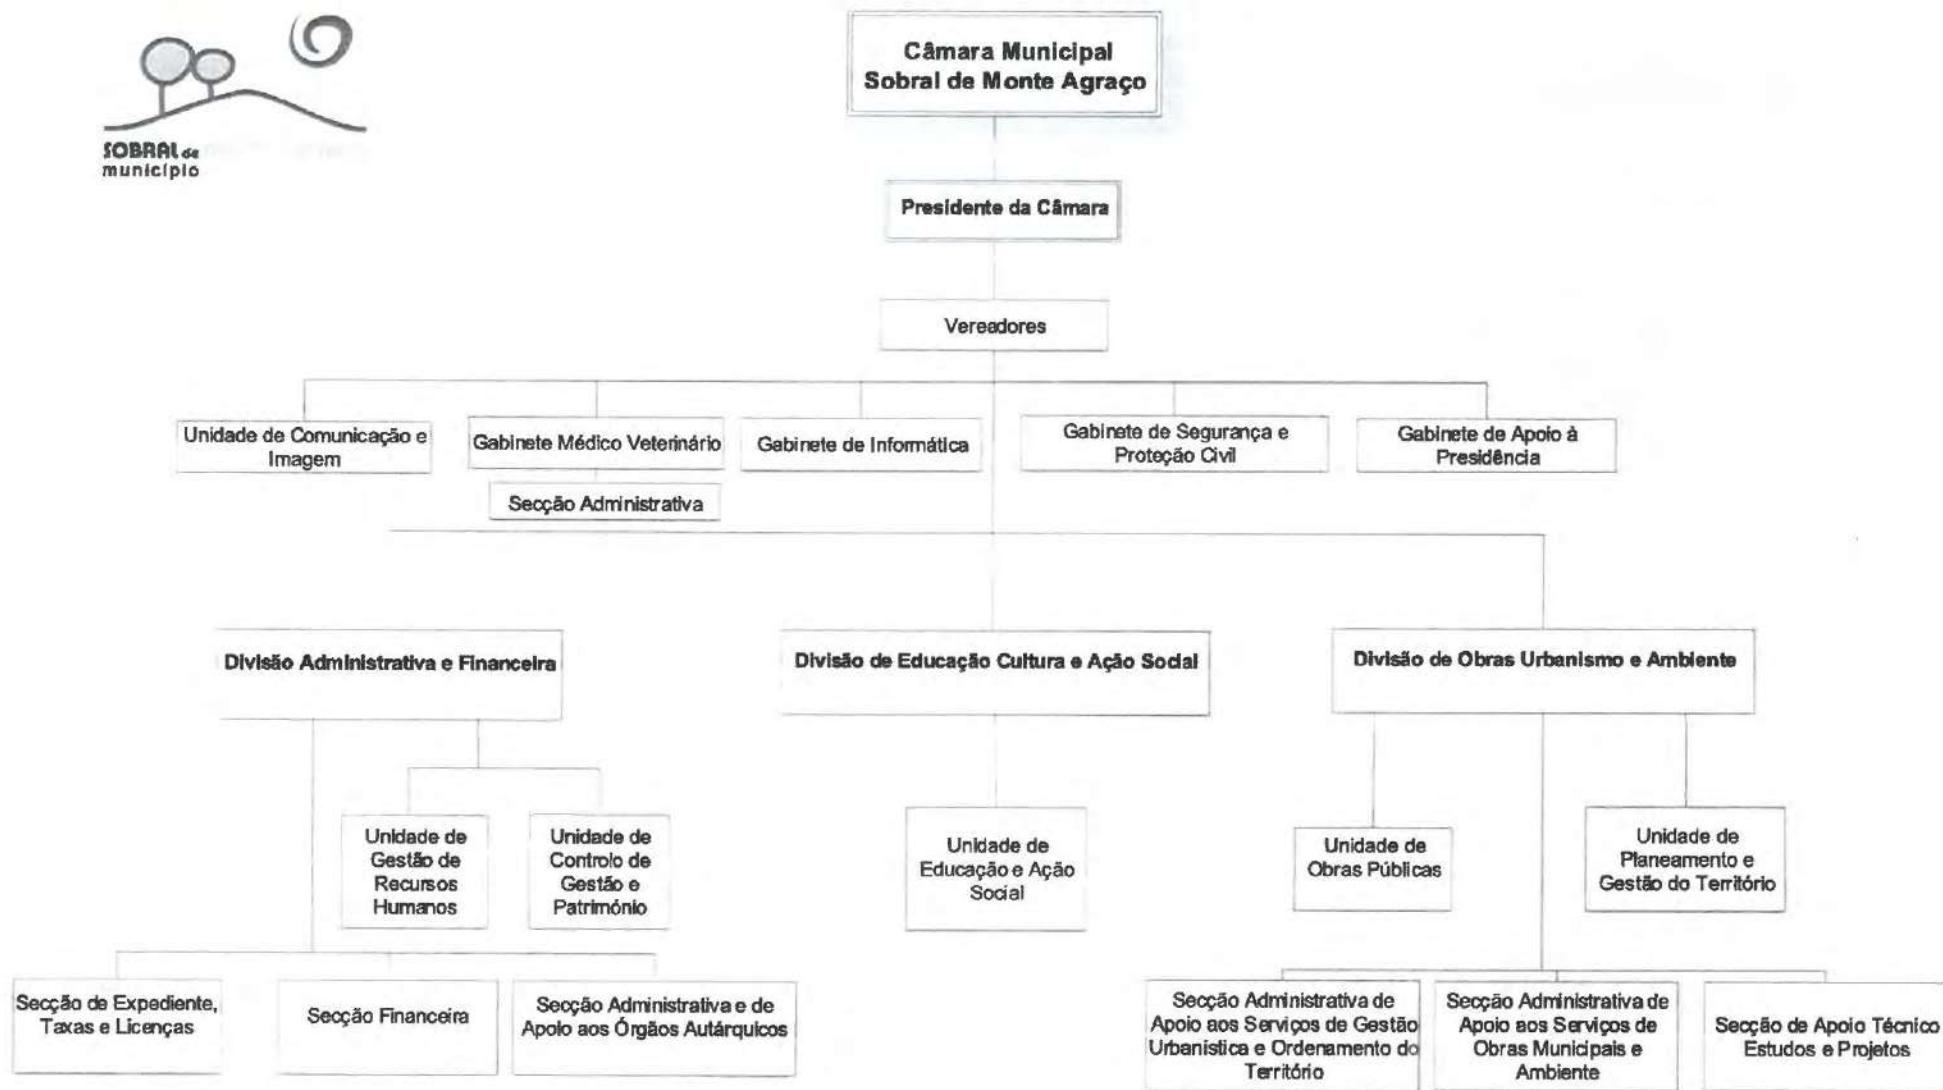 SOBRAL de
município
Câmara Municipal
Sobral de Monte Agraço
Presidente da Câmara
Vereadores
Unidade de Comunicação e
Imagem
Gabinete Médico Veterinário
Gabinete de Informática
Gabinete de Segurança e
Proteção Civil
Gabinete de Apoio à
Presidência
Secção Administrativa
Divisão Administrativa e Financeira
Divisão de Educação Cultura e Ação Social
Divisão de Obras Urbanismo e Ambiente
Unidade de
Gestão de
Recursos
Humanos
Unidade de
Controlo de
Gestão e
Património
Unidade de
Educação e Ação
Social
Unidade de
Obras Públicas
Unidade de
Planeamento e
Gestão do Território
Secção de Expediente,
Taxas e Licenças
Secção Financeira
Secção Administrativa e de
Apoio aos Órgãos Autárquicos
Secção Administrativa de
Apoio aos Serviços de Gestão
Urbanística e Ordenamento do
Território
Secção Administrativa de
Apoio aos Serviços de
Obras Municipais e
Ambiente
Secção de Apoio Técnico
Estudos e Projetos